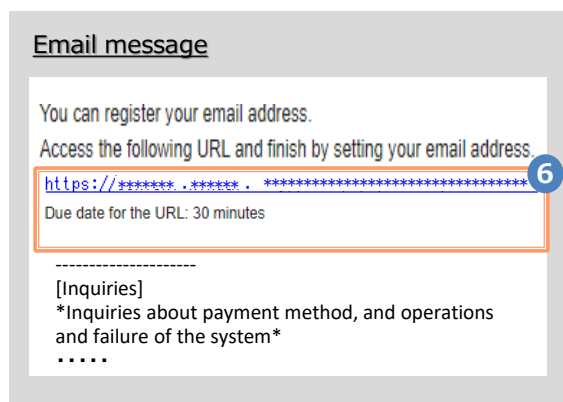 Email message
You can register your email address.
Access the following URL and finish by setting your email address.
https://******* .****** . *********************************
6
Due date for the URL: 30 minutes
---------------------
[Inquiries]
*Inquiries about payment method, and operations
and failure of the system*
・・・・・